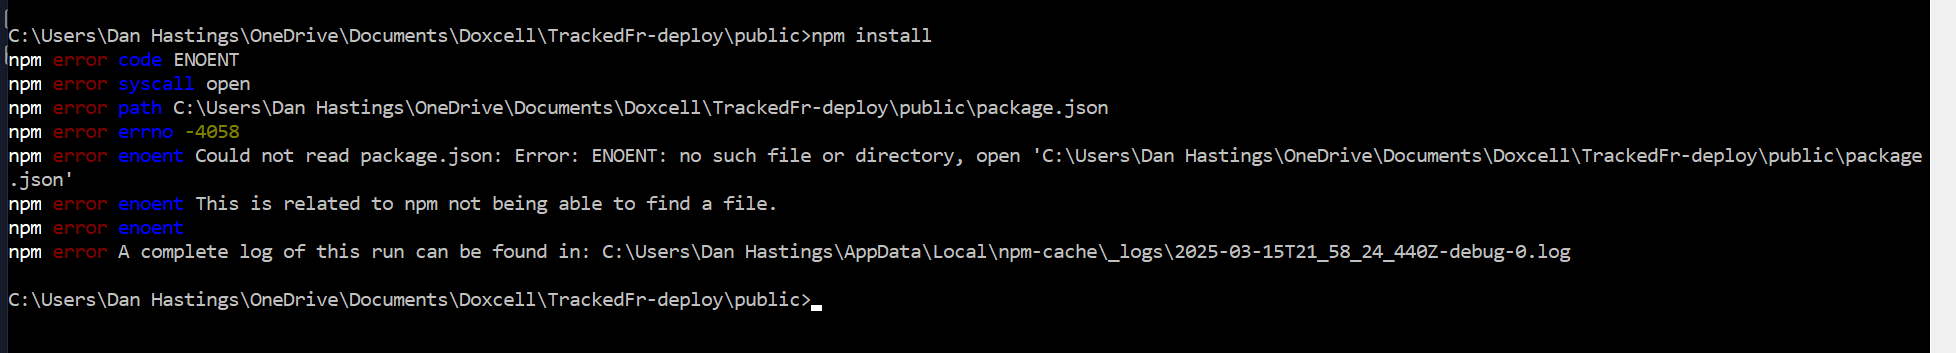 C:\Users\Dan Hastings\OneDrive\Documents\Doxcell\TrackedFr-deploy\public>npm install
npm error code ENOENT
npm error syscall open
npm error path C:\Users\Dan Hastings\OneDrive\Documents\Doxcell\TrackedFr-deploy\public\package.json
npm error errno -4058
npm error enoent Could not read package.json: Error: ENOENT: no such file or directory, open 'C:\Users\Dan Hastings\OneDrive\Documents\Doxcell\TrackedFr-deploy\public\package
.json'
npm error enoent This is related to npm not being able to find a file.
npm error enoent
npm error A complete log of this run can be found in: C:\Users\Dan Hastings\AppData\Local\npm-cache\_logs\2025-03-15T21_58_24_440Z-debug-0.log
C:\Users\Dan Hastings\OneDrive\Documents\Doxcell\TrackedFr-deploy\public>